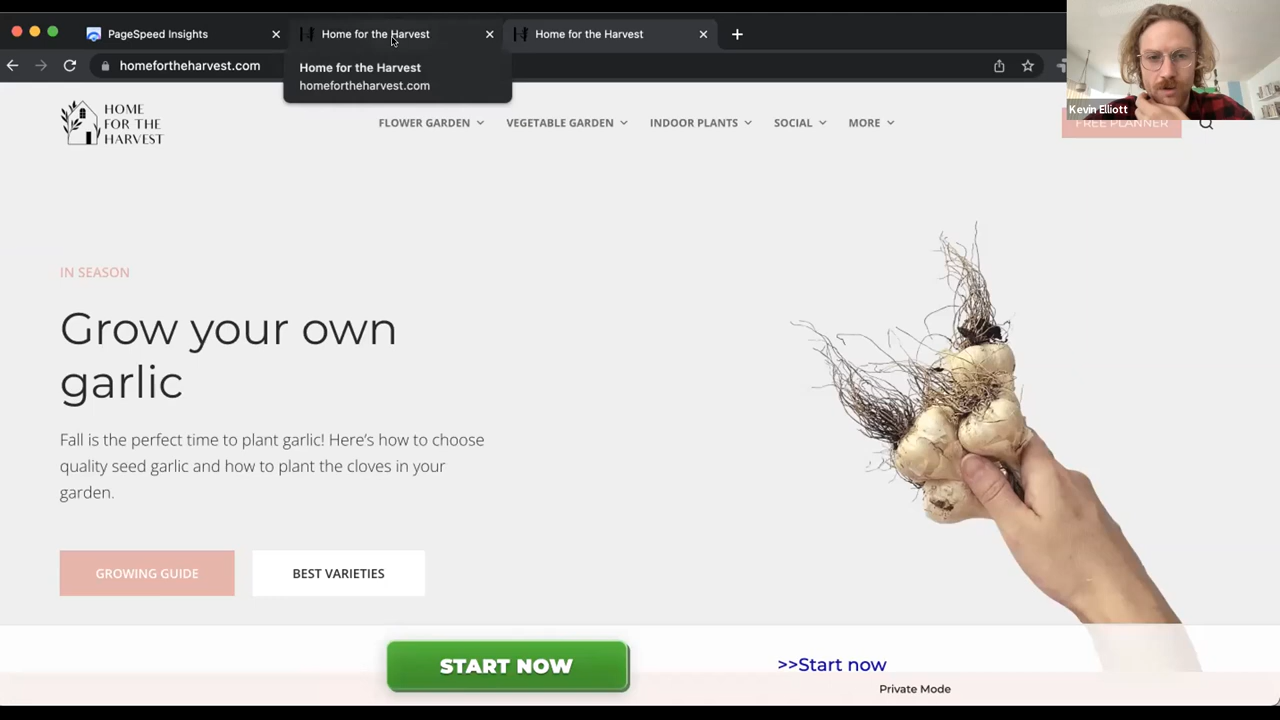 PageSpeed Insights
Home for the Harvest
Home for the Harvest
homefortheharvest.com
Home for the Harvest
homefortheharvest.com
Kevin Elliott
HOME
FOR THE
HARVEST
FLOWER GARDEN
VEGETABLE GARDEN
INDOOR PLANTS
SOCIAL
MORE
FREE PLANNER
IN SEASON
Grow your own
garlic
Fall is the perfect time to plant garlic! Here’s how to choose
quality seed garlic and how to plant the cloves in your
garden.
GROWING GUIDE
BEST VARIETIES
START NOW
>>Start now
Private Mode